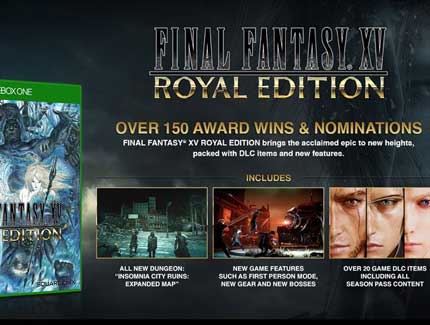 FINAL FANTASY XV
ROYAL EDITION
OVER 150 AWARD WINS & NOMINATIONS
FINAL FANTASY® XV ROYAL EDITION brings the acclaimed epic to new heights,
packed with DLC items and new features.
INCLUDES
ALL NEW DUNGEON:
"INSOMNIA CITY RUINS:
EXPANDED MAP"
NEW GAME FEATURES
SUCH AS FIRST PERSON MODE,
NEW GEAR AND NEW BOSSES
OVER 20 GAME DLC ITEMS
INCLUDING ALL
SEASON PASS CONTENT
XBOX ONE
FANTASY XV
EDITION
SQUARE ENIX